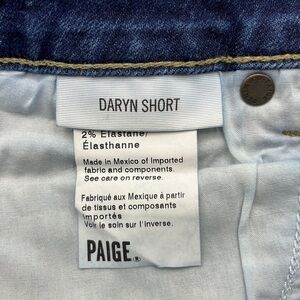 DARYN SHORT
2% Elastane/
Élasthanne
Made in Mexico of Imported
fabric and components.
See care on reverse.
Fabriqué aux Mexique à partir
de tissus et composants
importés
Voir le soin sur l'inverse.
PAIGE®